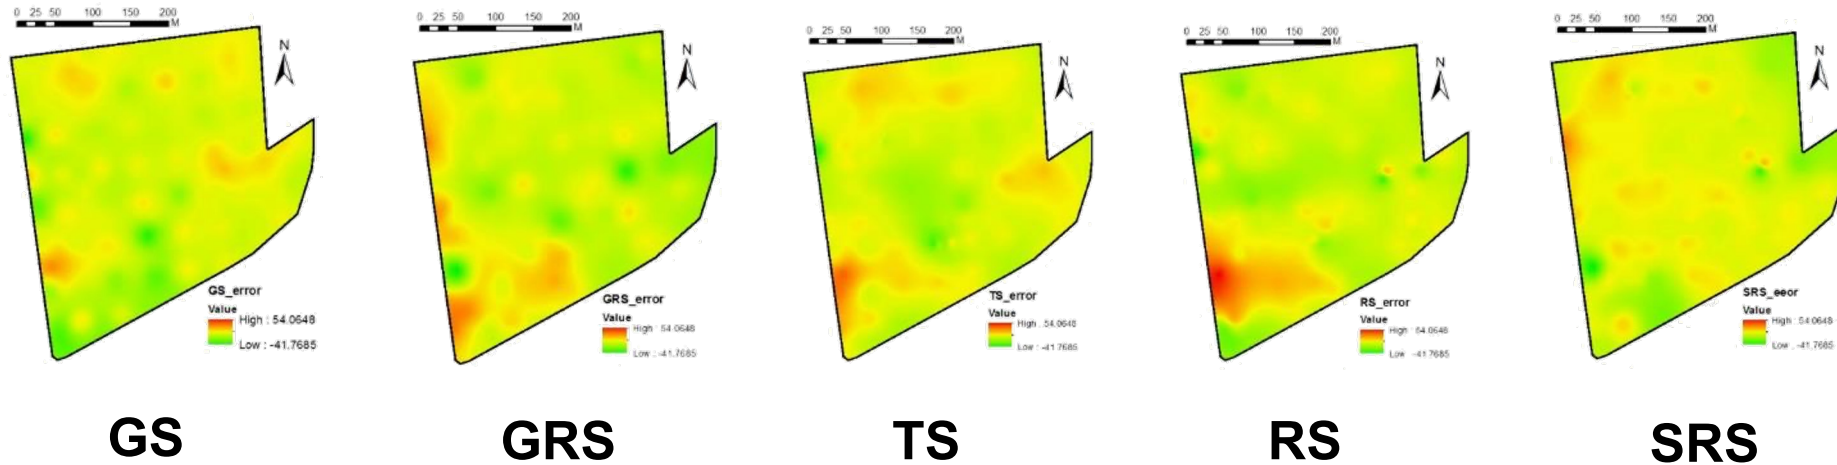 0 25 50 100 150 200
M
N
GS_error
Value
High : 54.0648
Low : -41.7685
GS
0 25 50 100 150 200
M
N
GRS_error
Value
High : 54.0648
Low : -41.7685
GRS
0 25 50 100 150 200
M
N
TS_error
Value
High : 54.0648
Low : -41.7685
TS
0 25 50 100 150 200
M
N
RS_error
Value
High : 54.0648
Low : -41.7685
RS
0 25 50 100 150 200
M
N
SRS_eeor
Value
High : 54.0648
Low : -41.7685
SRS